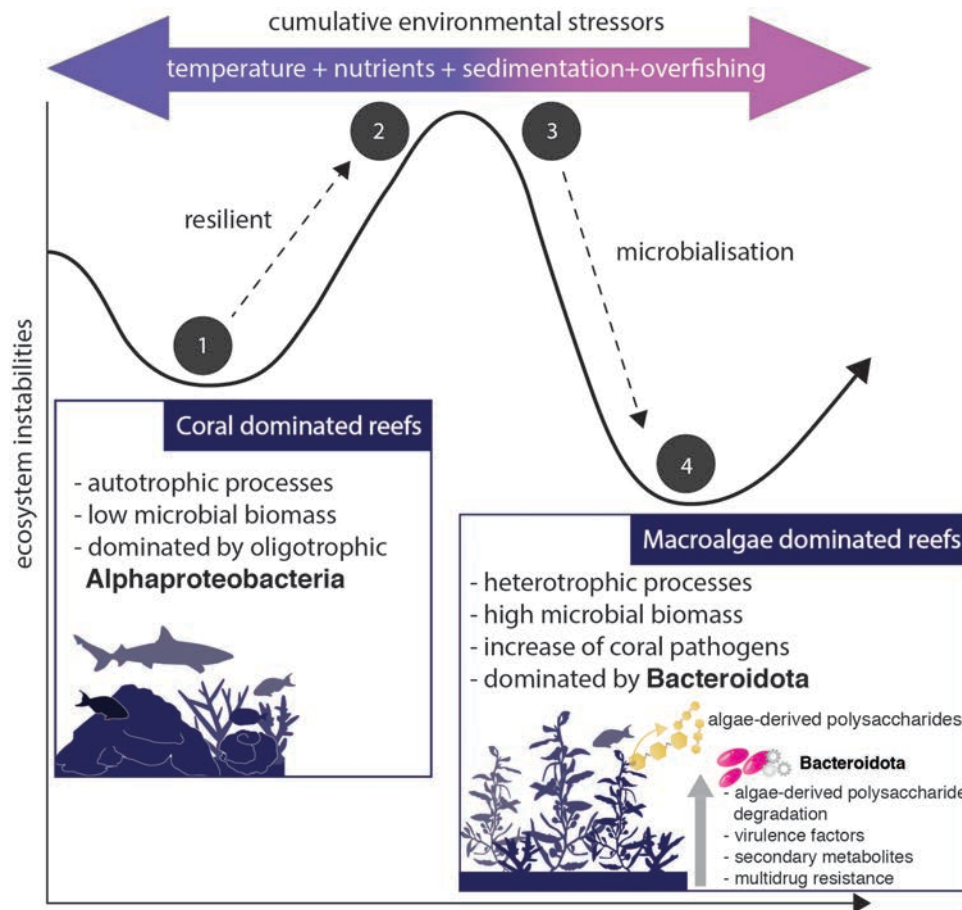 cumulative environmental stressors
temperature + nutrients + sedimentation+overfishing
2
3
resilient
microbialisation
1
ecosystem instabilities
4
Coral dominated reefs
- autotrophic processes
- low microbial biomass
- dominated by oligotrophic
Alphaproteobacteria
Macroalgae dominated reefs
- heterotrophic processes
- high microbial biomass
- increase of coral pathogens
- dominated by Bacteroidota
algae-derived polysaccharides
Bacteroidota
- algae-derived polysaccharide
degradation
- virulence factors
- secondary metabolites
- multidrug resistance